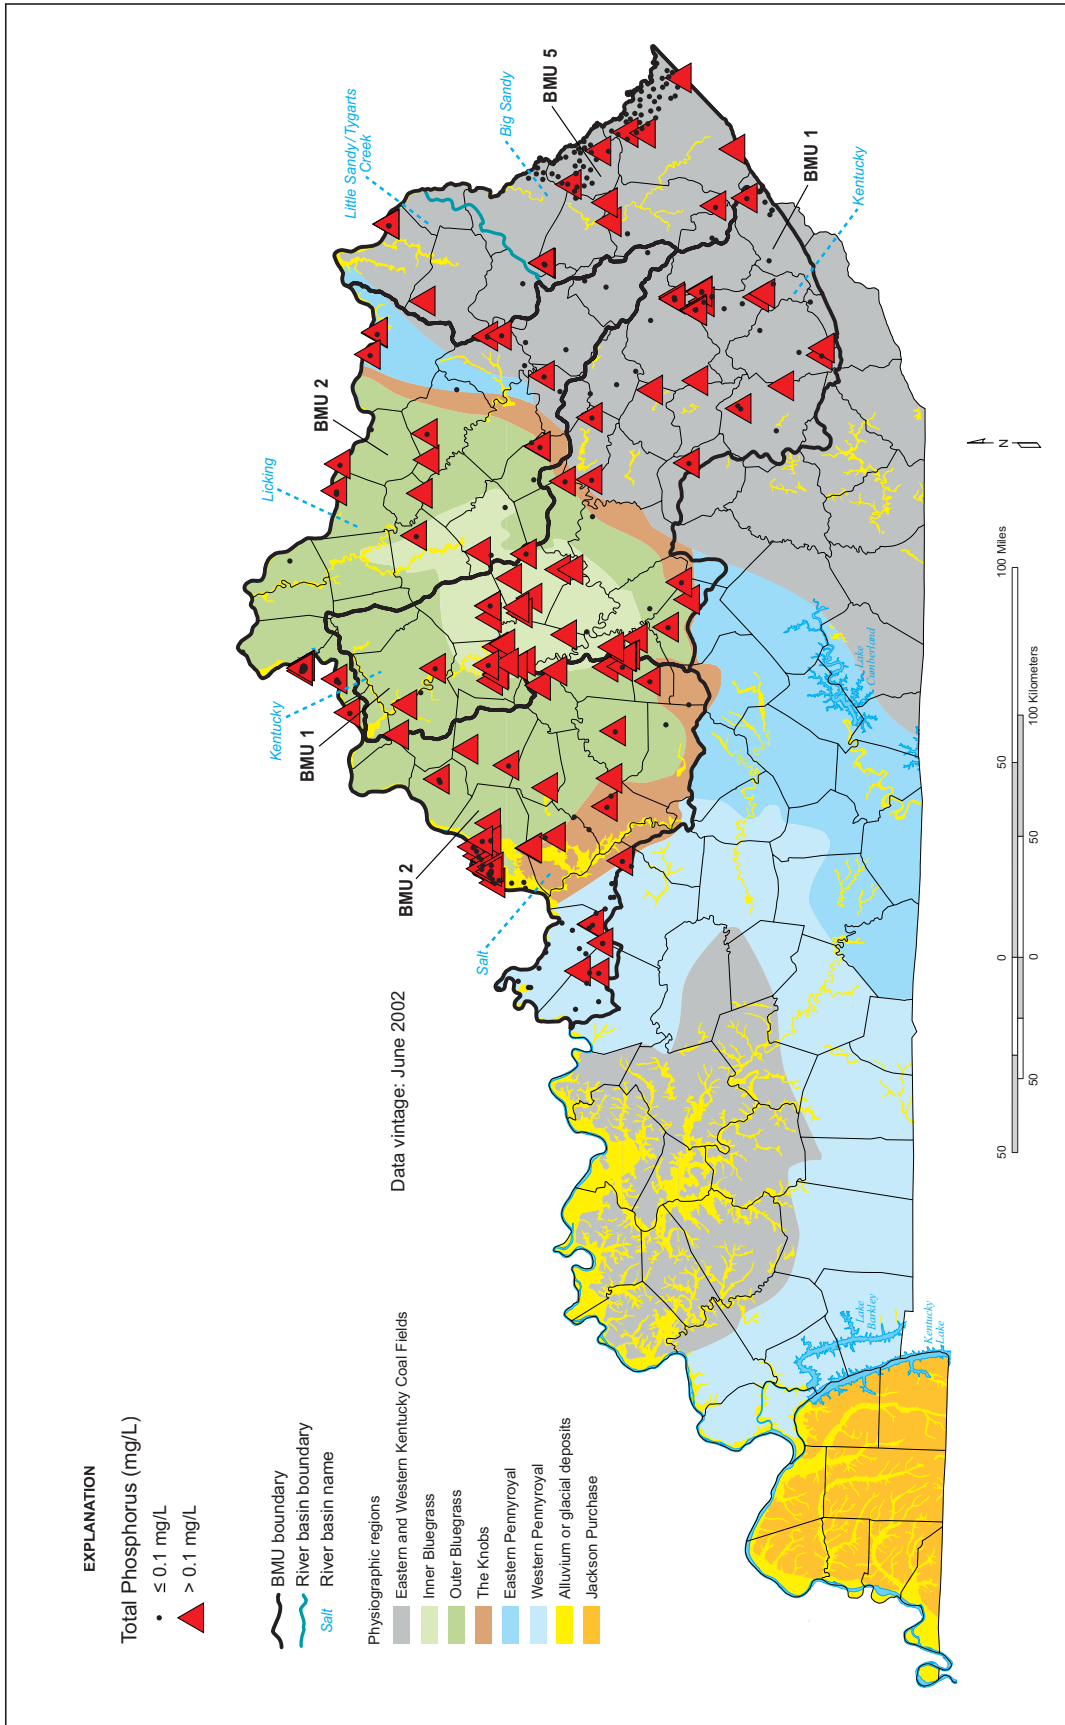 EXPLANATION
Total Phosphorus (mg/L)
≤ 0.1 mg/L
> 0.1 mg/L
BMU boundary
River basin boundary
Salt
River basin name
Physiographic regions
Eastern and Western Kentucky Coal Fields
Inner Bluegrass
Outer Bluegrass
The Knobs
Eastern Pennyroyal
Western Pennyroyal
Alluvium or glacial deposits
Jackson Purchase
Data vintage: June 2002
Salt
BMU 2
BMU 1
Kentucky
Licking
BMU 2
Little Sandy/Tygarts
Creek
Big Sandy
BMU 5
BMU 1
Kentucky
Lake
Cumberland
Lake
Barkley
Kentucky
Lake
N
50
0
50
100 Miles
50
0
50
100 Kilometers